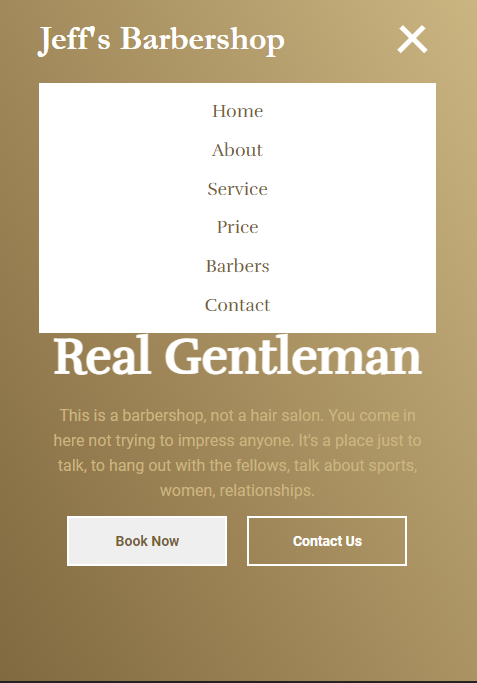 Jeff's Barbershop
Home
About
Service
Price
Barbers
Contact
Real Gentleman
This is a barbershop, not a hair salon. You come in
here not trying to impress anyone. It's a place just to
talk, to hang out with the fellows, talk about sports,
women, relationships.
Book Now
Contact Us